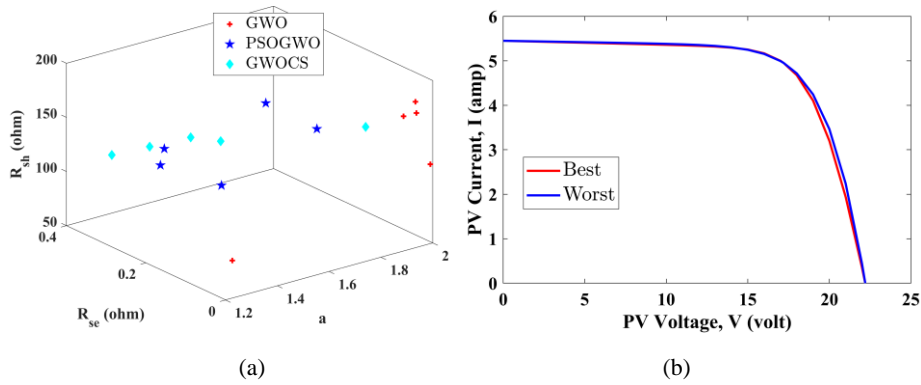 GWO
PSOGWO
GWOCS
200
150
100
50
R_sh (ohm)
0.4
0.2
0
R_se (ohm)
1.2
1.4
1.6
1.8
2
a
(a)
6
5
4
3
2
1
0
PV Current, I (amp)
Best
Worst
0
5
10
15
20
25
PV Voltage, V (volt)
(b)